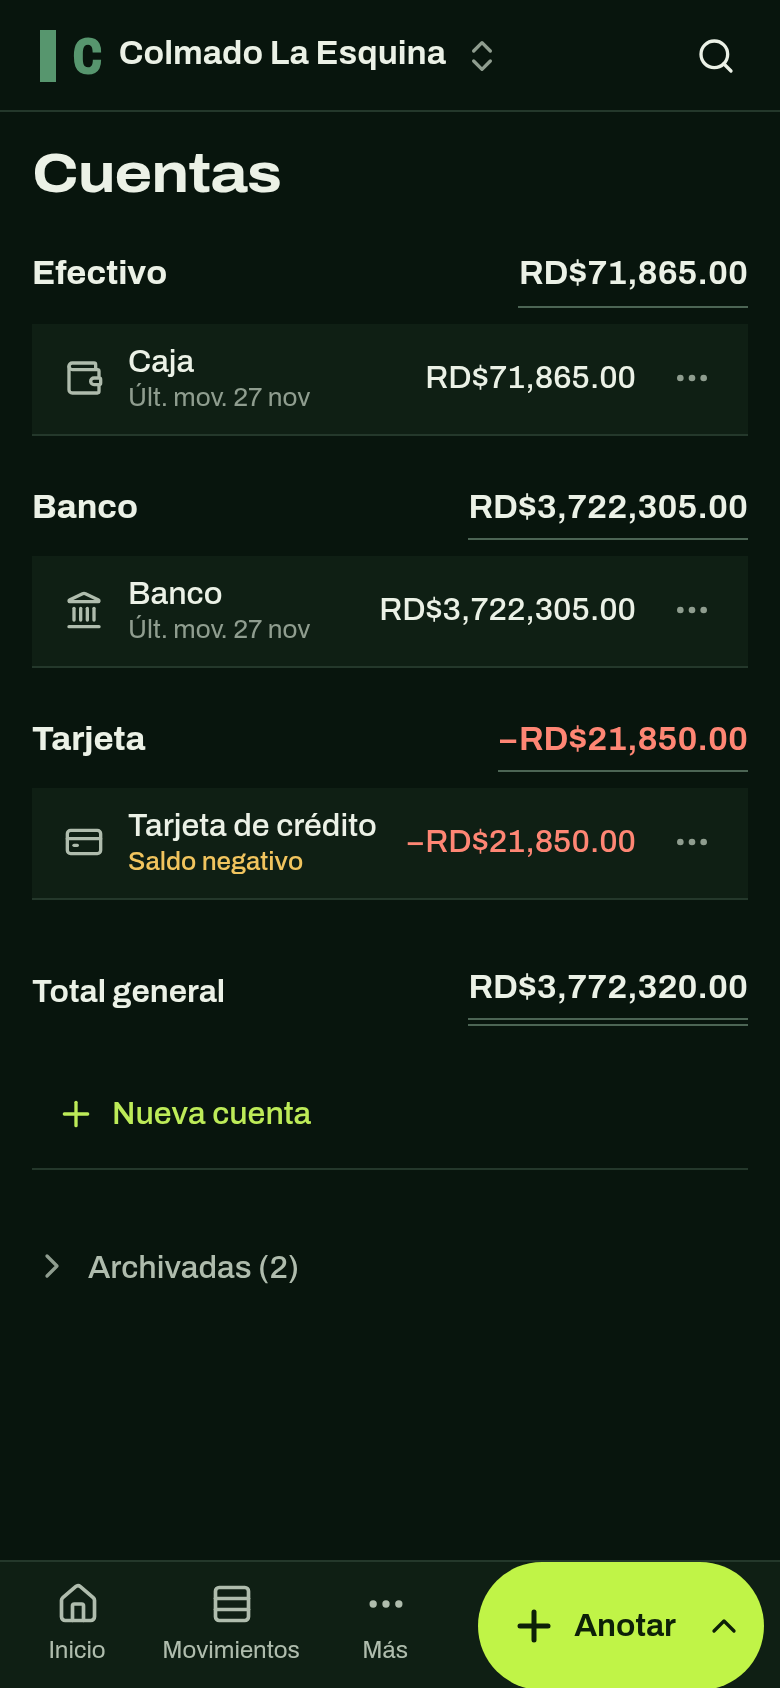 C Colmado La Esquina
Cuentas
Efectivo RD$71,865.00
Caja
Últ. mov. 27 nov
RD$71,865.00
Banco RD$3,722,305.00
Banco
Últ. mov. 27 nov
RD$3,722,305.00
Tarjeta –RD$21,850.00
Tarjeta de crédito
Saldo negativo
–RD$21,850.00
Total general RD$3,772,320.00
Nueva cuenta
Archivadas (2)
Inicio Movimientos Más Anotar